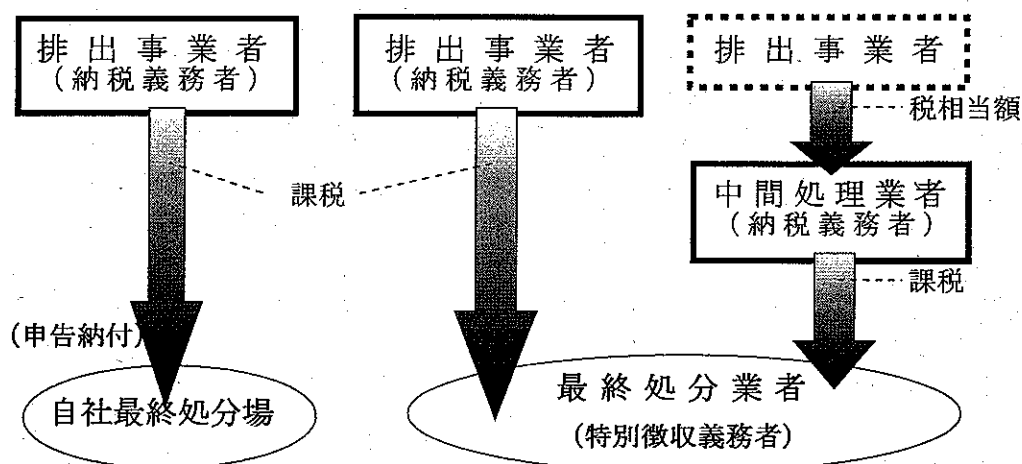 排出事業者
(納税義務者)
排出事業者
(納税義務者)
排出事業者
税相当額
中間処理業者
(納税義務者)
課税
課税
(申告納付)
自社最終処分場
最終処分業者
(特別徴収義務者)